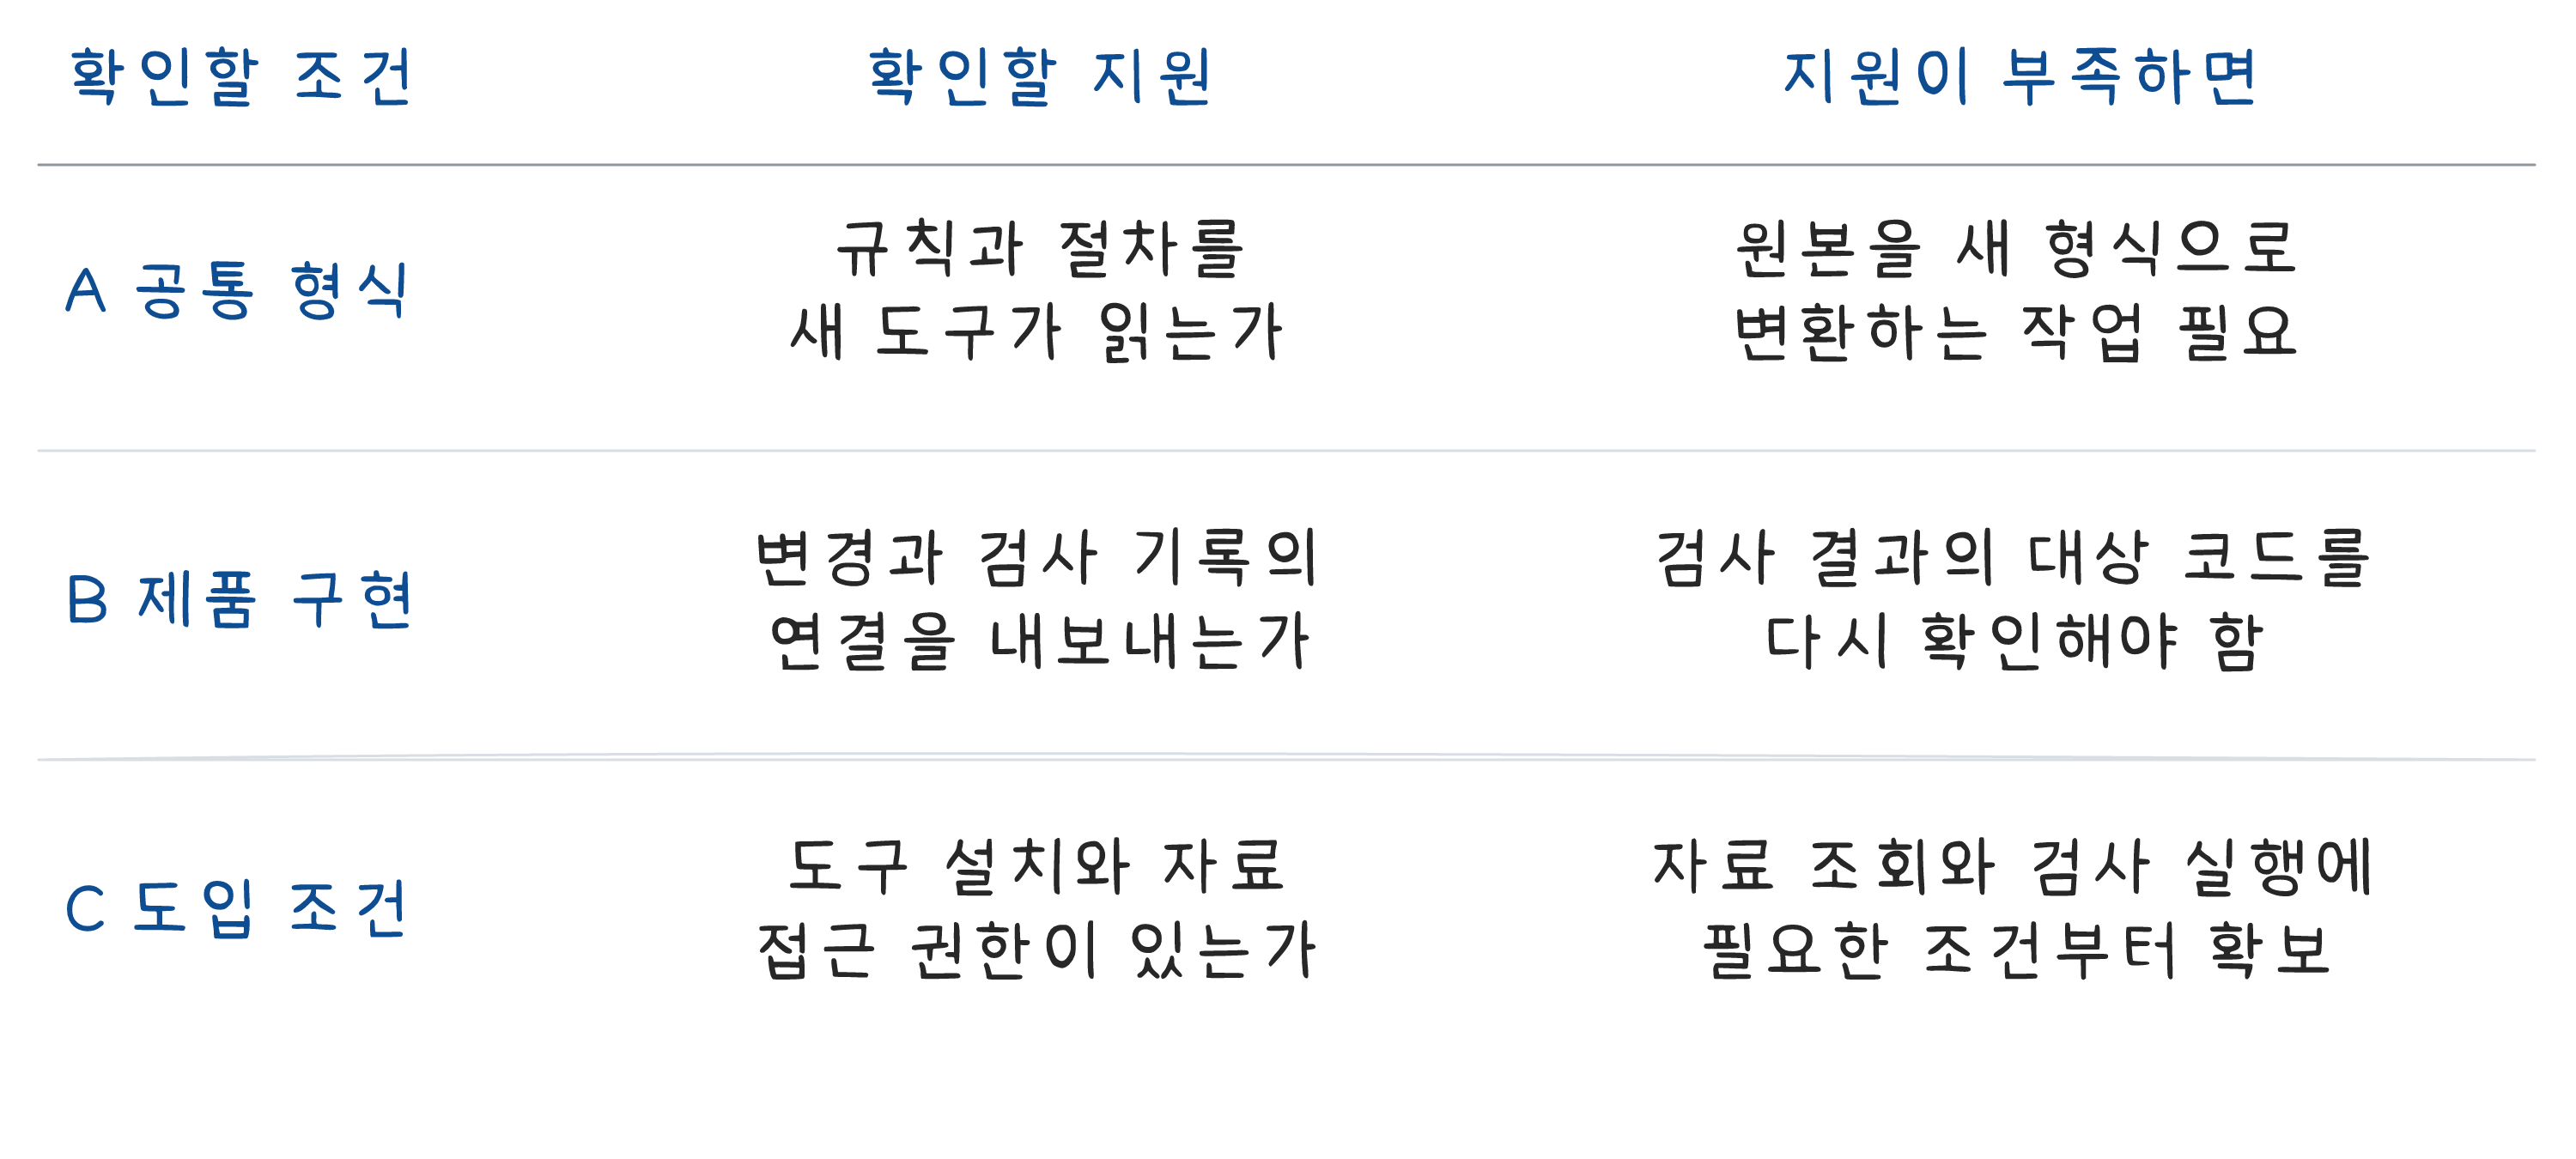 확인할 조건 확인할 지원 지원이 부족하면
A 공통 형식
규칙과 절차를
새 도구가 읽는가
원본을 새 형식으로
변환하는 작업 필요
B 제품 구현
변경과 검사 기록의
연결을 내보내는가
검사 결과의 대상 코드를
다시 확인해야 함
C 도입 조건
도구 설치와 자료
접근 권한이 있는가
자료 조회와 검사 실행에
필요한 조건부터 확보